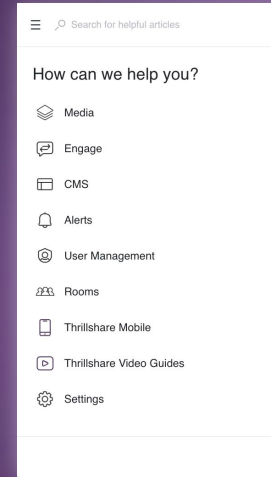 Search for helpful articles
How can we help you?
Media
Engage
CMS
Alerts
User Management
Rooms
Thrillshare Mobile
Thrillshare Video Guides
Settings